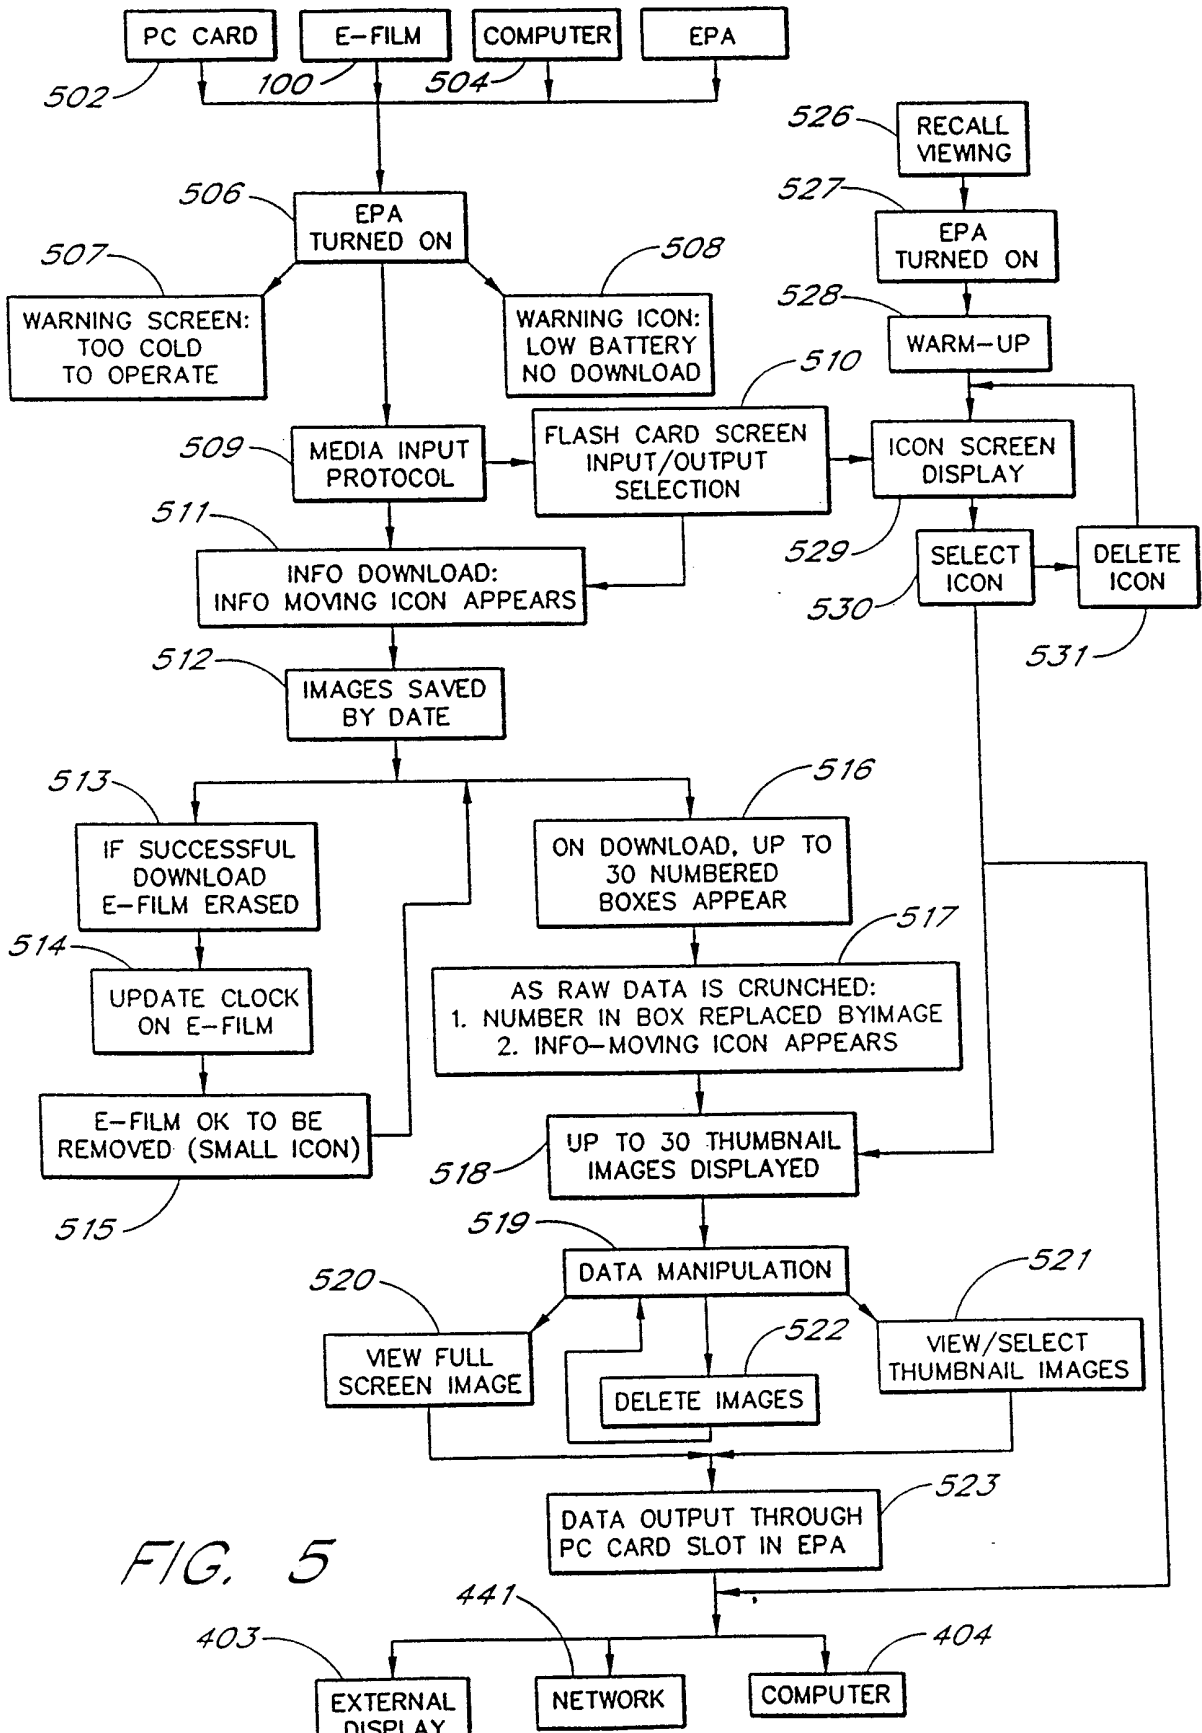 PC CARD
E-FILM
COMPUTER
EPA
502
100
504
526
RECALL
VIEWING
506
EPA
TURNED ON
527
EPA
TURNED ON
507
WARNING SCREEN:
TOO COLD
TO OPERATE
508
WARNING ICON:
LOW BATTERY
NO DOWNLOAD
528
WARM-UP
509
MEDIA INPUT
PROTOCOL
510
FLASH CARD SCREEN
INPUT/OUTPUT
SELECTION
ICON SCREEN
DISPLAY
529
511
INFO DOWNLOAD:
INFO MOVING ICON APPEARS
SELECT
ICON
530
DELETE
ICON
531
512
IMAGES SAVED
BY DATE
513
IF SUCCESSFUL
DOWNLOAD
E-FILM ERASED
516
ON DOWNLOAD, UP TO
30 NUMBERED
BOXES APPEAR
514
UPDATE CLOCK
ON E-FILM
517
AS RAW DATA IS CRUNCHED:
1. NUMBER IN BOX REPLACED BYIMAGE
2. INFO-MOVING ICON APPEARS
E-FILM OK TO BE
REMOVED (SMALL ICON)
515
UP TO 30 THUMBNAIL
IMAGES DISPLAYED
518
519
DATA MANIPULATION
520
VIEW FULL
SCREEN IMAGE
522
DELETE IMAGES
521
VIEW/SELECT
THUMBNAIL IMAGES
523
DATA OUTPUT THROUGH
PC CARD SLOT IN EPA
FIG. 5
403
EXTERNAL
DISPLAY
441
NETWORK
404
COMPUTER